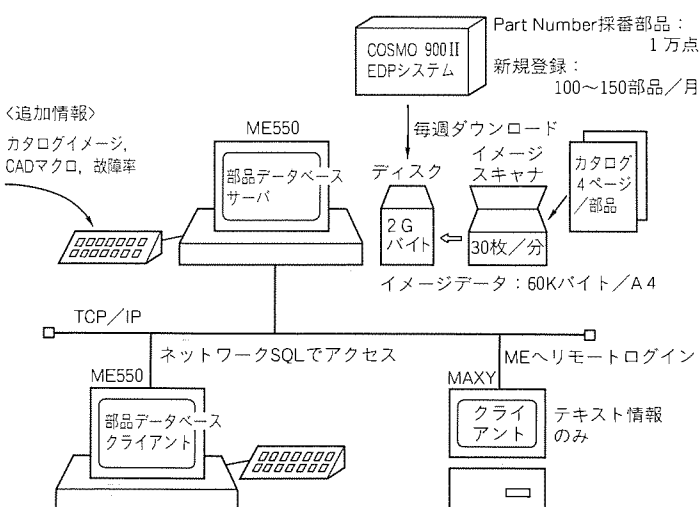 COSMO 900II
EDPシステム
Part Number採番部品：
1万点
新規登録：
100～150部品／月
〈追加情報〉
カタログイメージ，
CADマクロ，故障率
ME550
部品データベース
サーバ
毎週ダウンロード
ディスク
2G
バイト
イメージ
スキャナ
30枚／分
カタログ
4ページ
／部品
イメージデータ：60Kバイト／A4
TCP／IP
ネットワークSQLでアクセス
MEへリモートログイン
ME550
部品データベース
クライアント
MAXY
クライ
アント
テキスト情報
のみ